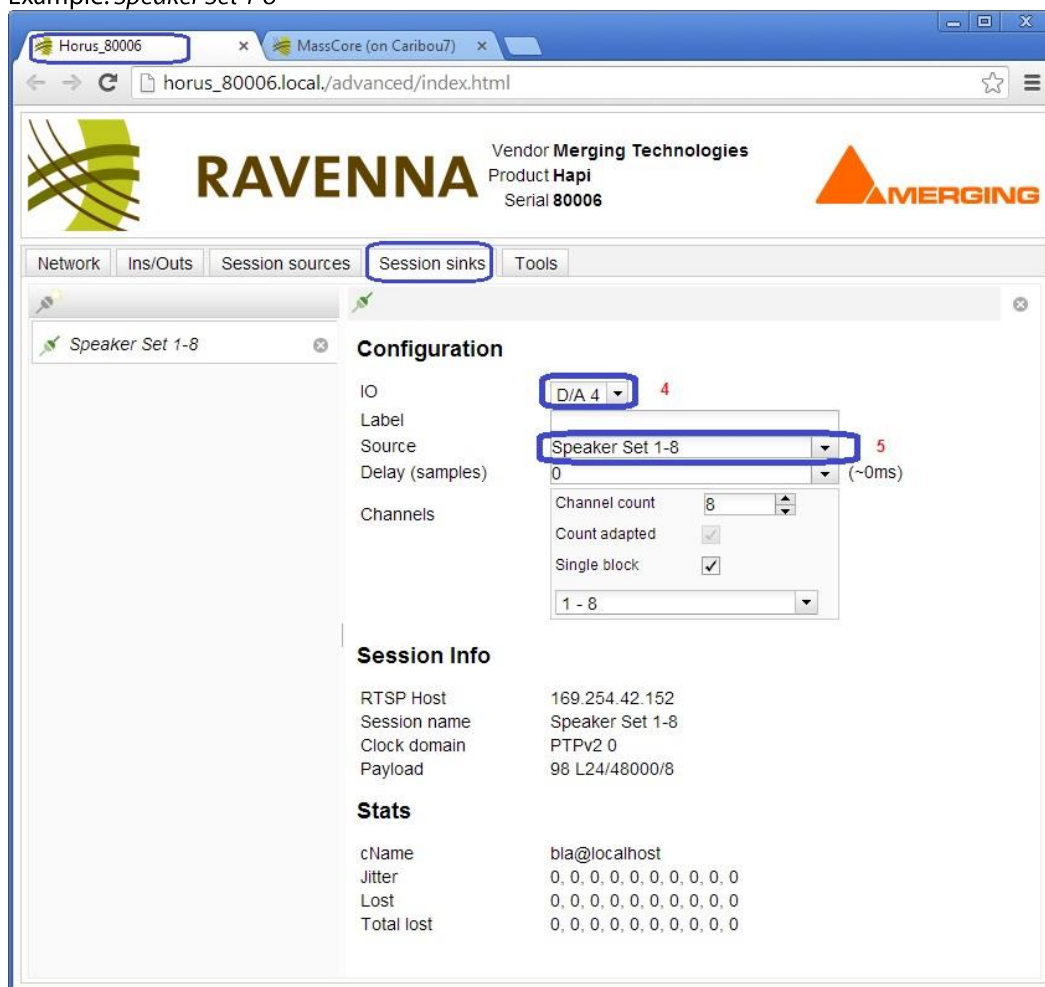 Example: Speaker Set 1-8
Horus_80006
MassCore (on Caribou7)
horus_80006.local./advanced/index.html
RAVENNA
Vendor Merging Technologies
Product Hapi
Serial 80006
MERGING
Network Ins/Outs Session sources Session sinks Tools
Speaker Set 1-8
Configuration
IO D/A 4 4
Label
Source Speaker Set 1-8 5
Delay (samples) 0 (~0ms)
Channels Channel count 8
Count adapted
Single block
1 - 8
Session Info
RTSP Host 169.254.42.152
Session name Speaker Set 1-8
Clock domain PTPv2 0
Payload 98 L24/48000/8
Stats
cName bla@localhost
Jitter 0, 0, 0, 0, 0, 0, 0, 0, 0, 0
Lost 0, 0, 0, 0, 0, 0, 0, 0, 0, 0
Total lost 0, 0, 0, 0, 0, 0, 0, 0, 0, 0